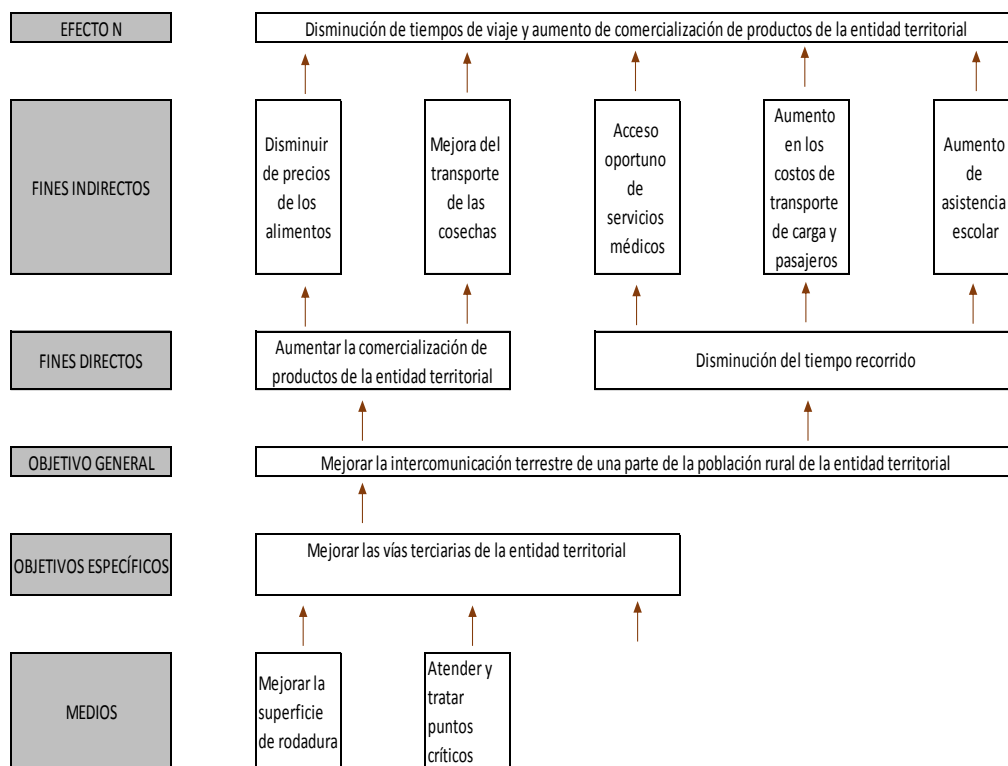 EFECTO N
Disminución de tiempos de viaje y aumento de comercialización de productos de la entidad territorial
FINES INDIRECTOS
Disminuir
de precios
de los
alimentos
Mejora del
transporte
de las
cosechas
Acceso
oportuno
de
servicios
médicos
Aumento
en los
costos de
transporte
de carga y
pasajeros
Aumento
de
asistencia
escolar
FINES DIRECTOS
Aumentar la comercialización de
productos de la entidad territorial
Disminución del tiempo recorrido
OBJETIVO GENERAL
Mejorar la intercomunicación terrestre de una parte de la población rural de la entidad territorial
OBJETIVOS ESPECÍFICOS
Mejorar las vías terciarias de la entidad territorial
MEDIOS
Mejorar la
superficie
de rodadura
Atender y
tratar
puntos
críticos